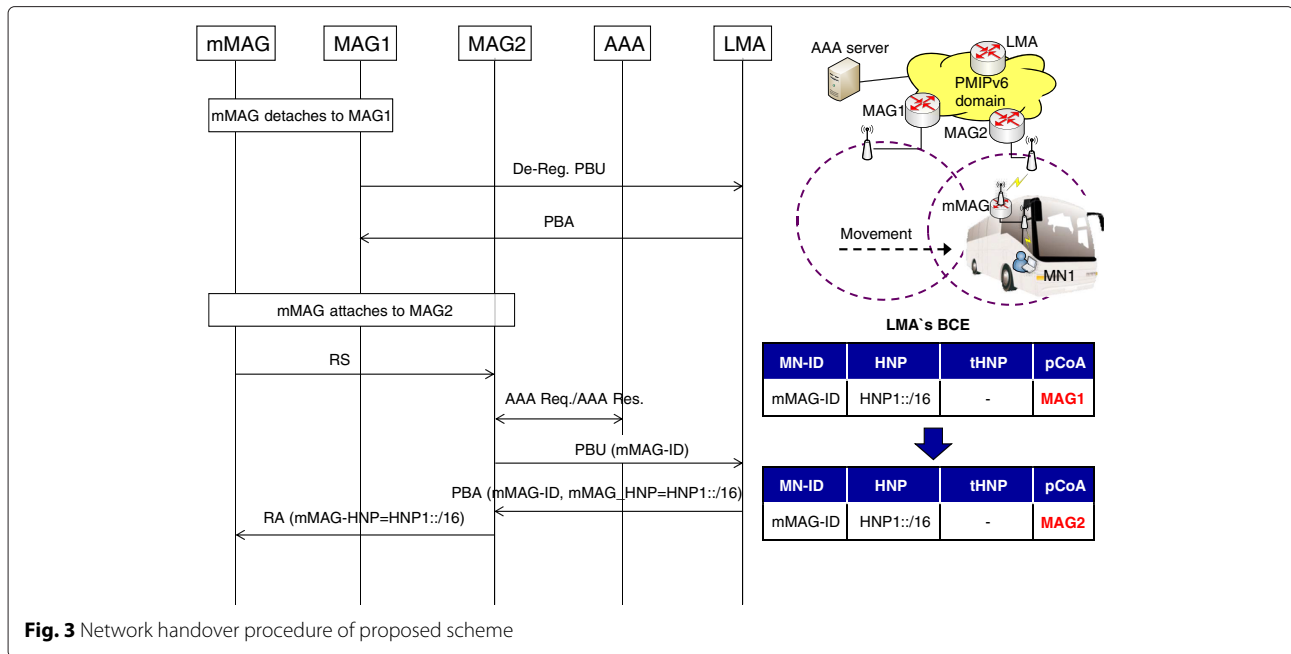 mMAG
MAG1
MAG2
AAA
LMA
mMAG detaches to MAG1
De-Reg. PBU
PBA
mMAG attaches to MAG2
RS
AAA Req./AAA Res.
PBU (mMAG-ID)
PBA (mMAG-ID, mMAG_HNP=HNP1::/16)
RA (mMAG-HNP=HNP1::/16)
AAA server
LMA
PMIPv6
domain
MAG1
MAG2
mMAG
Movement
MN1
LMA`s BCE
MN-ID HNP tHNP pCoA
mMAG-ID HNP1::/16 - MAG1
MN-ID HNP tHNP pCoA
mMAG-ID HNP1::/16 - MAG2
Fig. 3 Network handover procedure of proposed scheme